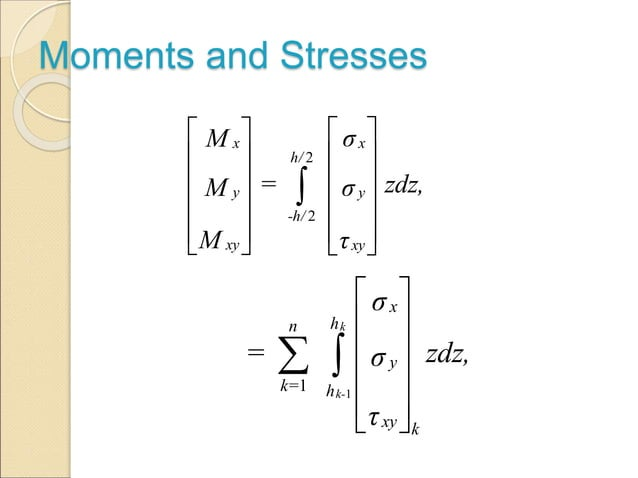 Moments and Stresses
[ M x ]
[ M y ]
[ M xy ]
= ∫ -h/2 h/2
[ σ x ]
[ σ y ]
[ τ xy ]
zdz,
= ∑ k=1 n ∫ h k-1 h k
[ σ x ]
[ σ y ]
[ τ xy ] k
zdz,